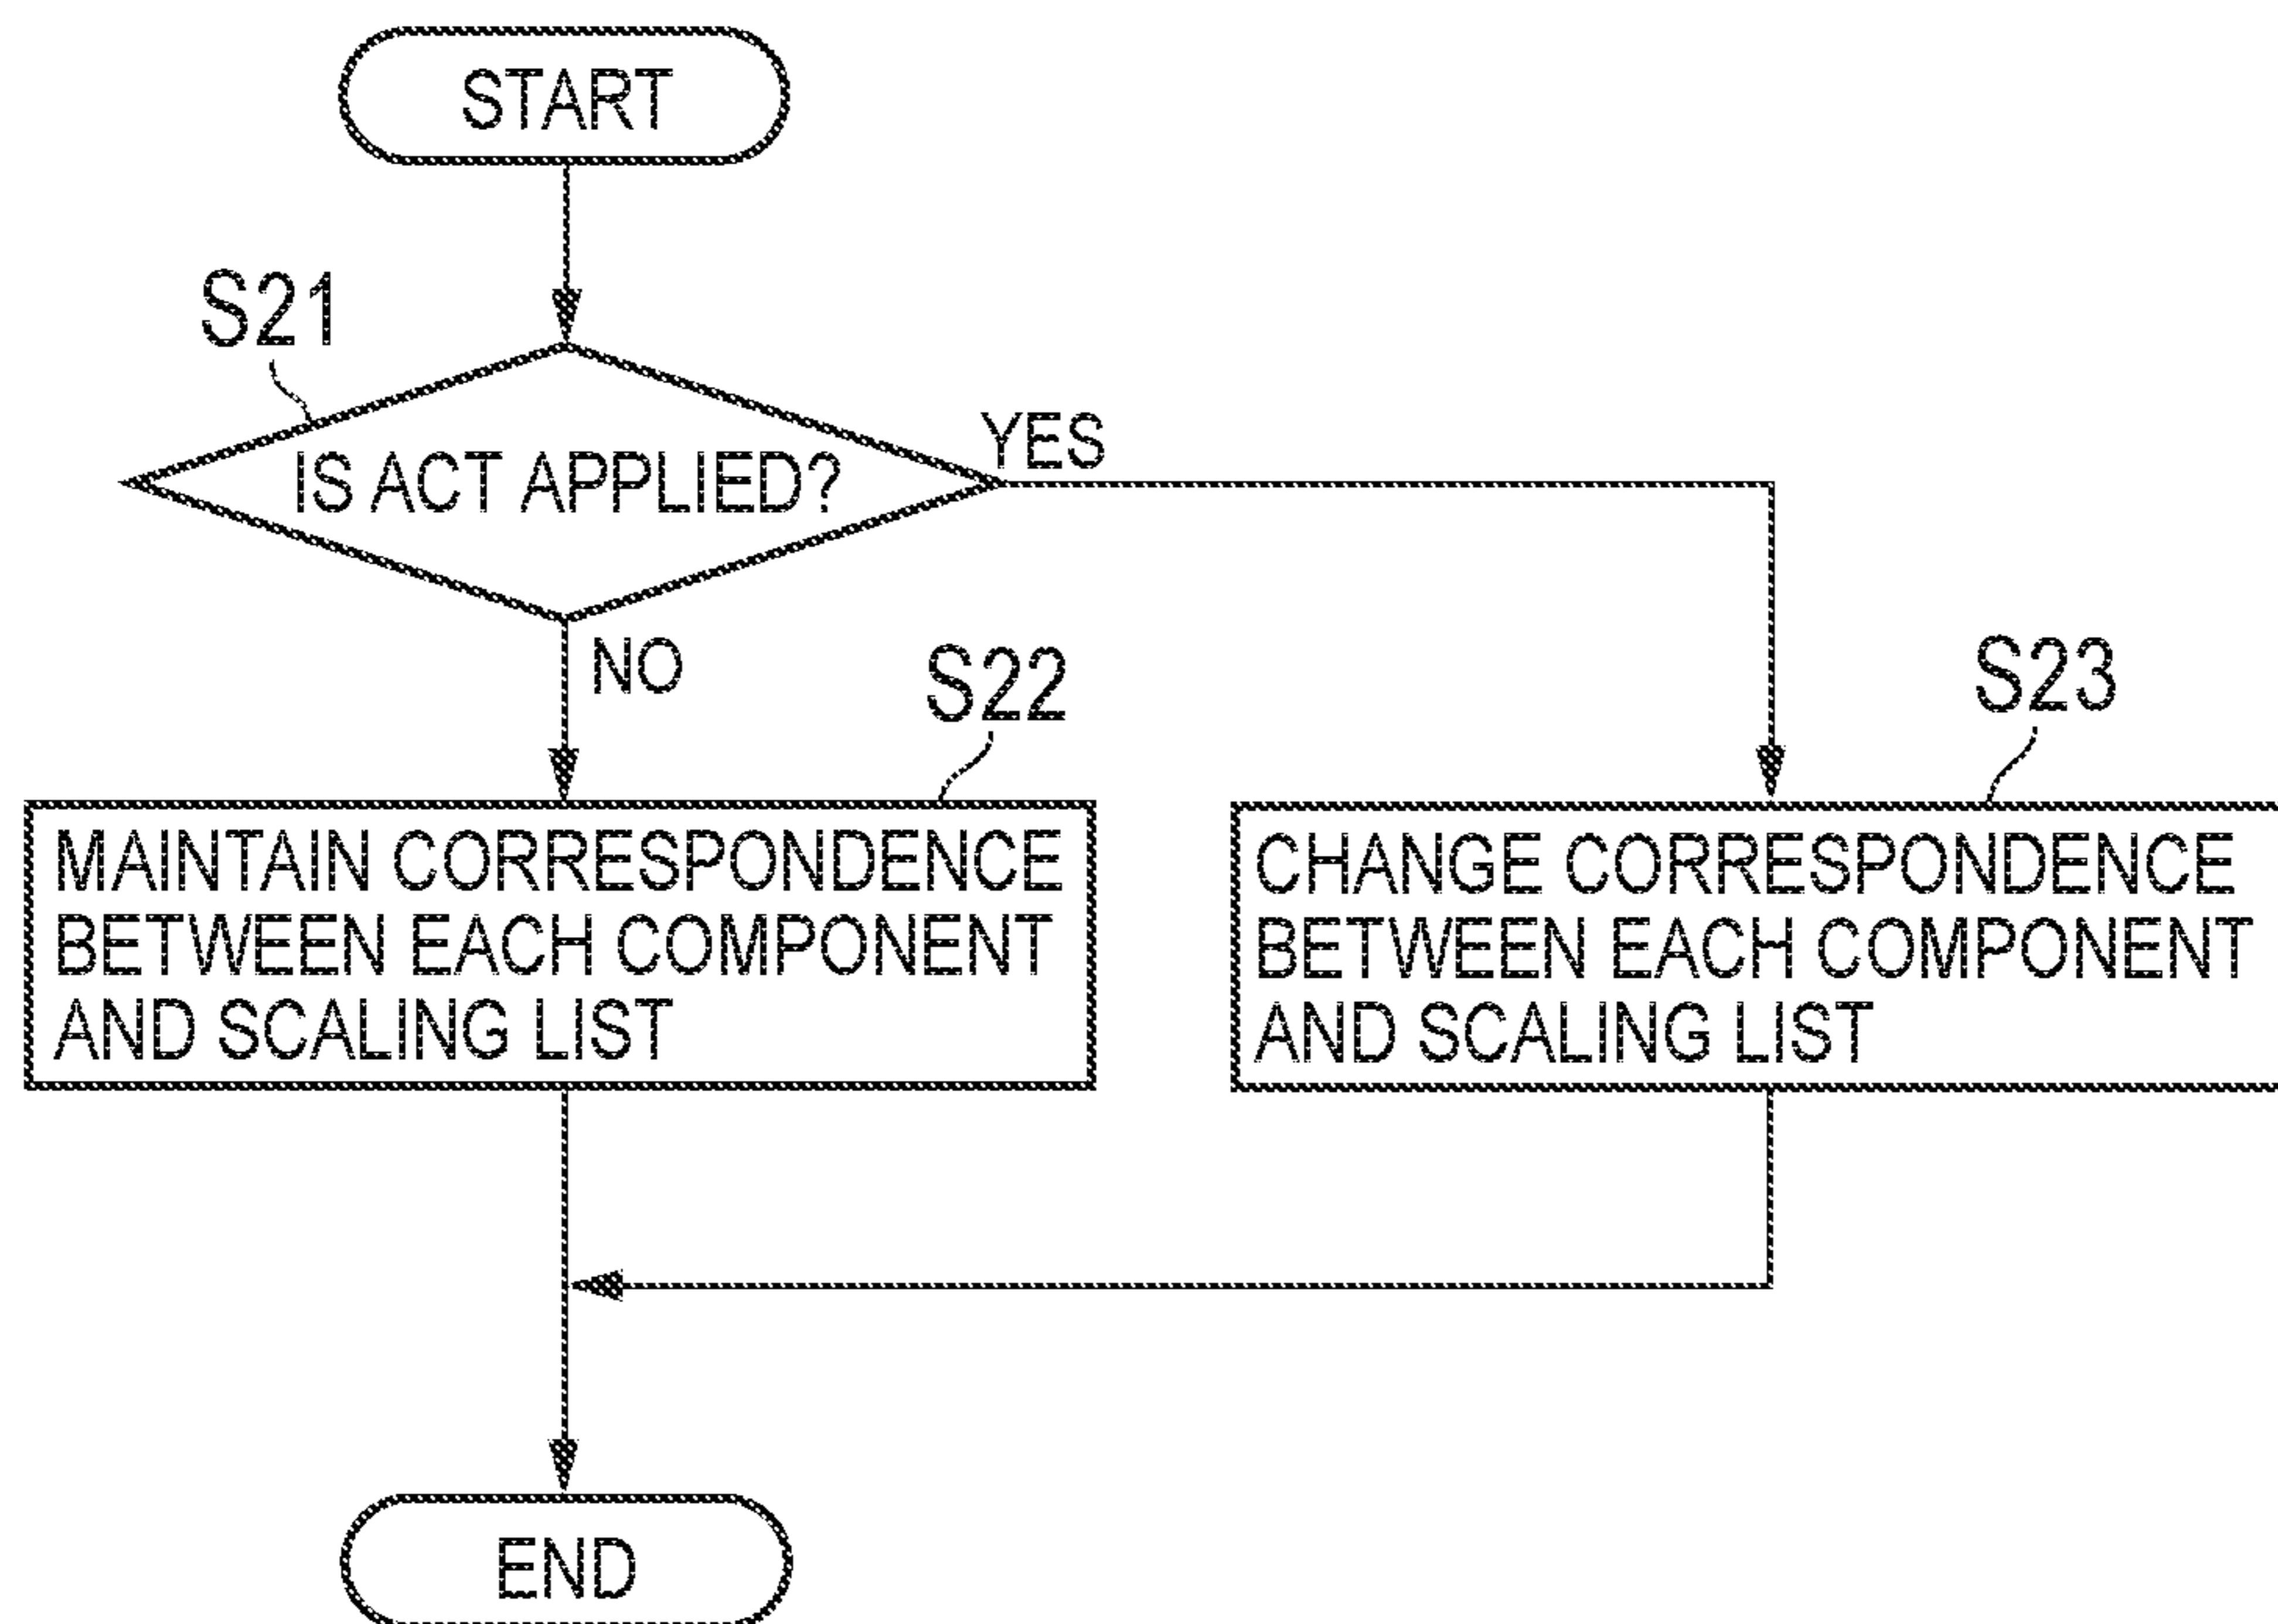 START
S21
IS ACT APPLIED?
YES
NO
S22
MAINTAIN CORRESPONDENCE
BETWEEN EACH COMPONENT
AND SCALING LIST
S23
CHANGE CORRESPONDENCE
BETWEEN EACH COMPONENT
AND SCALING LIST
END